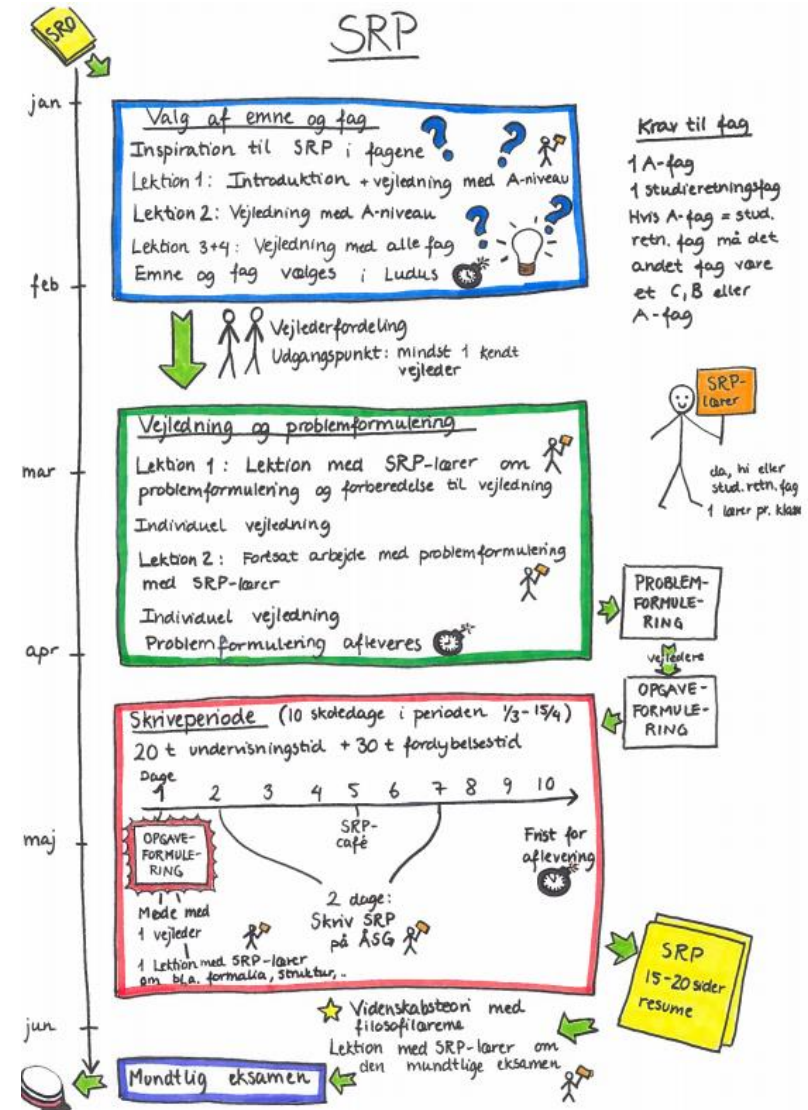 SRO
SRP
jan
Valg af emne og fag
Inspiration til SRP i fagene
Lektion 1: Introduktion + vejledning med A-niveau
Lektion 2: Vejledning med A-niveau
Lektion 3+4: Vejledning med alle fag
Emne og fag vælges i Ludus
? ? ? ?
Krav til fag
1 A-fag
1 studieretningsfag
Hvis A-fag = stud.
retn. fag må det
andet fag være
et C, B eller
A-fag
feb
Vejlederfordeling
Udgangspunkt: mindst 1 kendt
vejleder
SRP-
lærer
da, hi eller
stud.retn.fag
1 lærer pr. klasse
mar
Vejledning og problemformulering
Lektion 1: Lektion med SRP-lærer om
problemformulering og forberedelse til vejledning
Individuel vejledning
Lektion 2: Fortsat arbejde med problemformulering
med SRP-lærer
Individuel vejledning
Problemformulering afleveres
PROBLEM-
FORMULE-
RING
vejledere
OPGAVE-
FORMULE-
RING
apr
Skriveperiode (10 skoledage i perioden 1/3-15/4)
20 t undervisningstid + 30 t fordybelsestid
Dage
1 2 3 4 5 6 7 8 9 10
maj
OPGAVE-
FORMULE-
RING
SRP-
café
Frist for
aflevering
Møde med
1 vejleder
1 Lektion med SRP-lærer
om bl.a. formalia, struktur,..
2 dage:
Skriv SRP
på ÅSG
SRP
15-20 sider
resume
jun
Videnskabsteori med
filosofilærerne
Lektion med SRP-lærer om
den mundtlige eksamen
Mundtlig eksamen